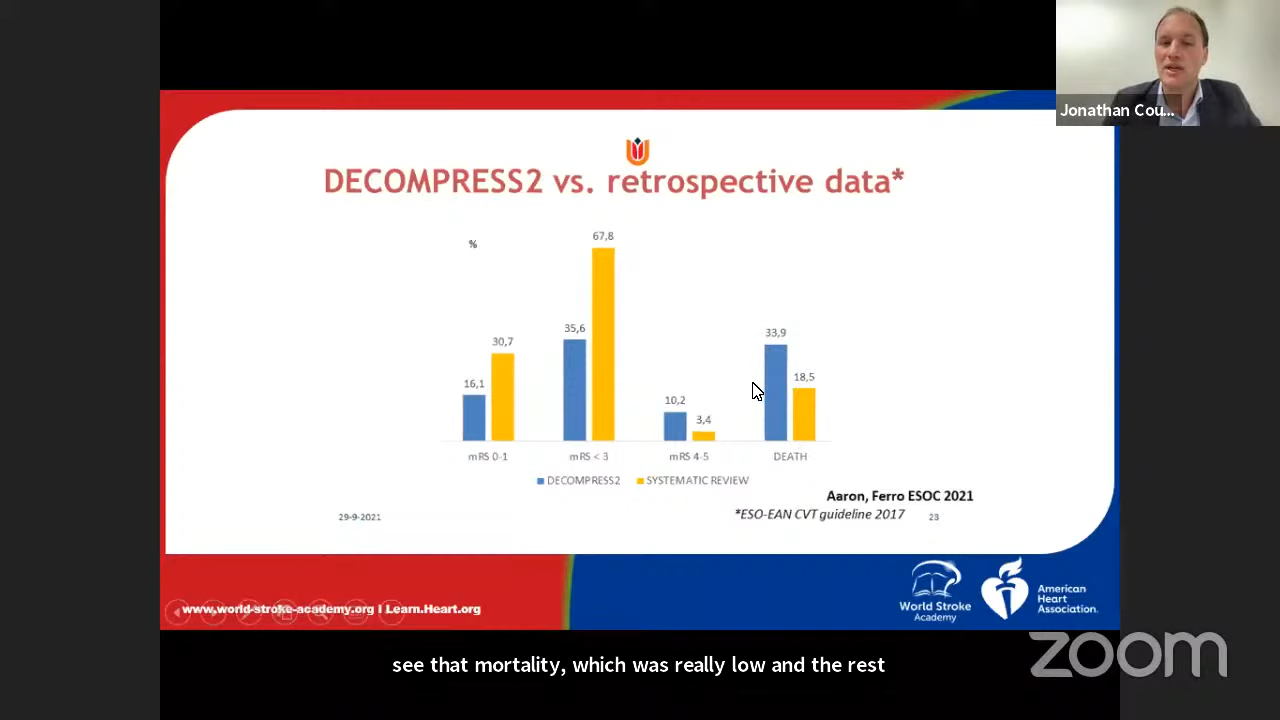 Jonathan Cou...
DECOMPRESS2 vs. retrospective data*
%
67,8
35,6
30,7
33,9
16,1
18,5
10,2
3,4
mRS 0-1
mRS < 3
mRS 4-5
DEATH
DECOMPRESS2
SYSTEMATIC REVIEW
Aaron, Ferro ESOC 2021
*ESO-EAN CVT guideline 2017
29-9-2021
23
www.world-stroke-academy.org I Learn.Heart.org
World Stroke
Academy
American
Heart
Association.
see that mortality, which was really low and the rest
zoom